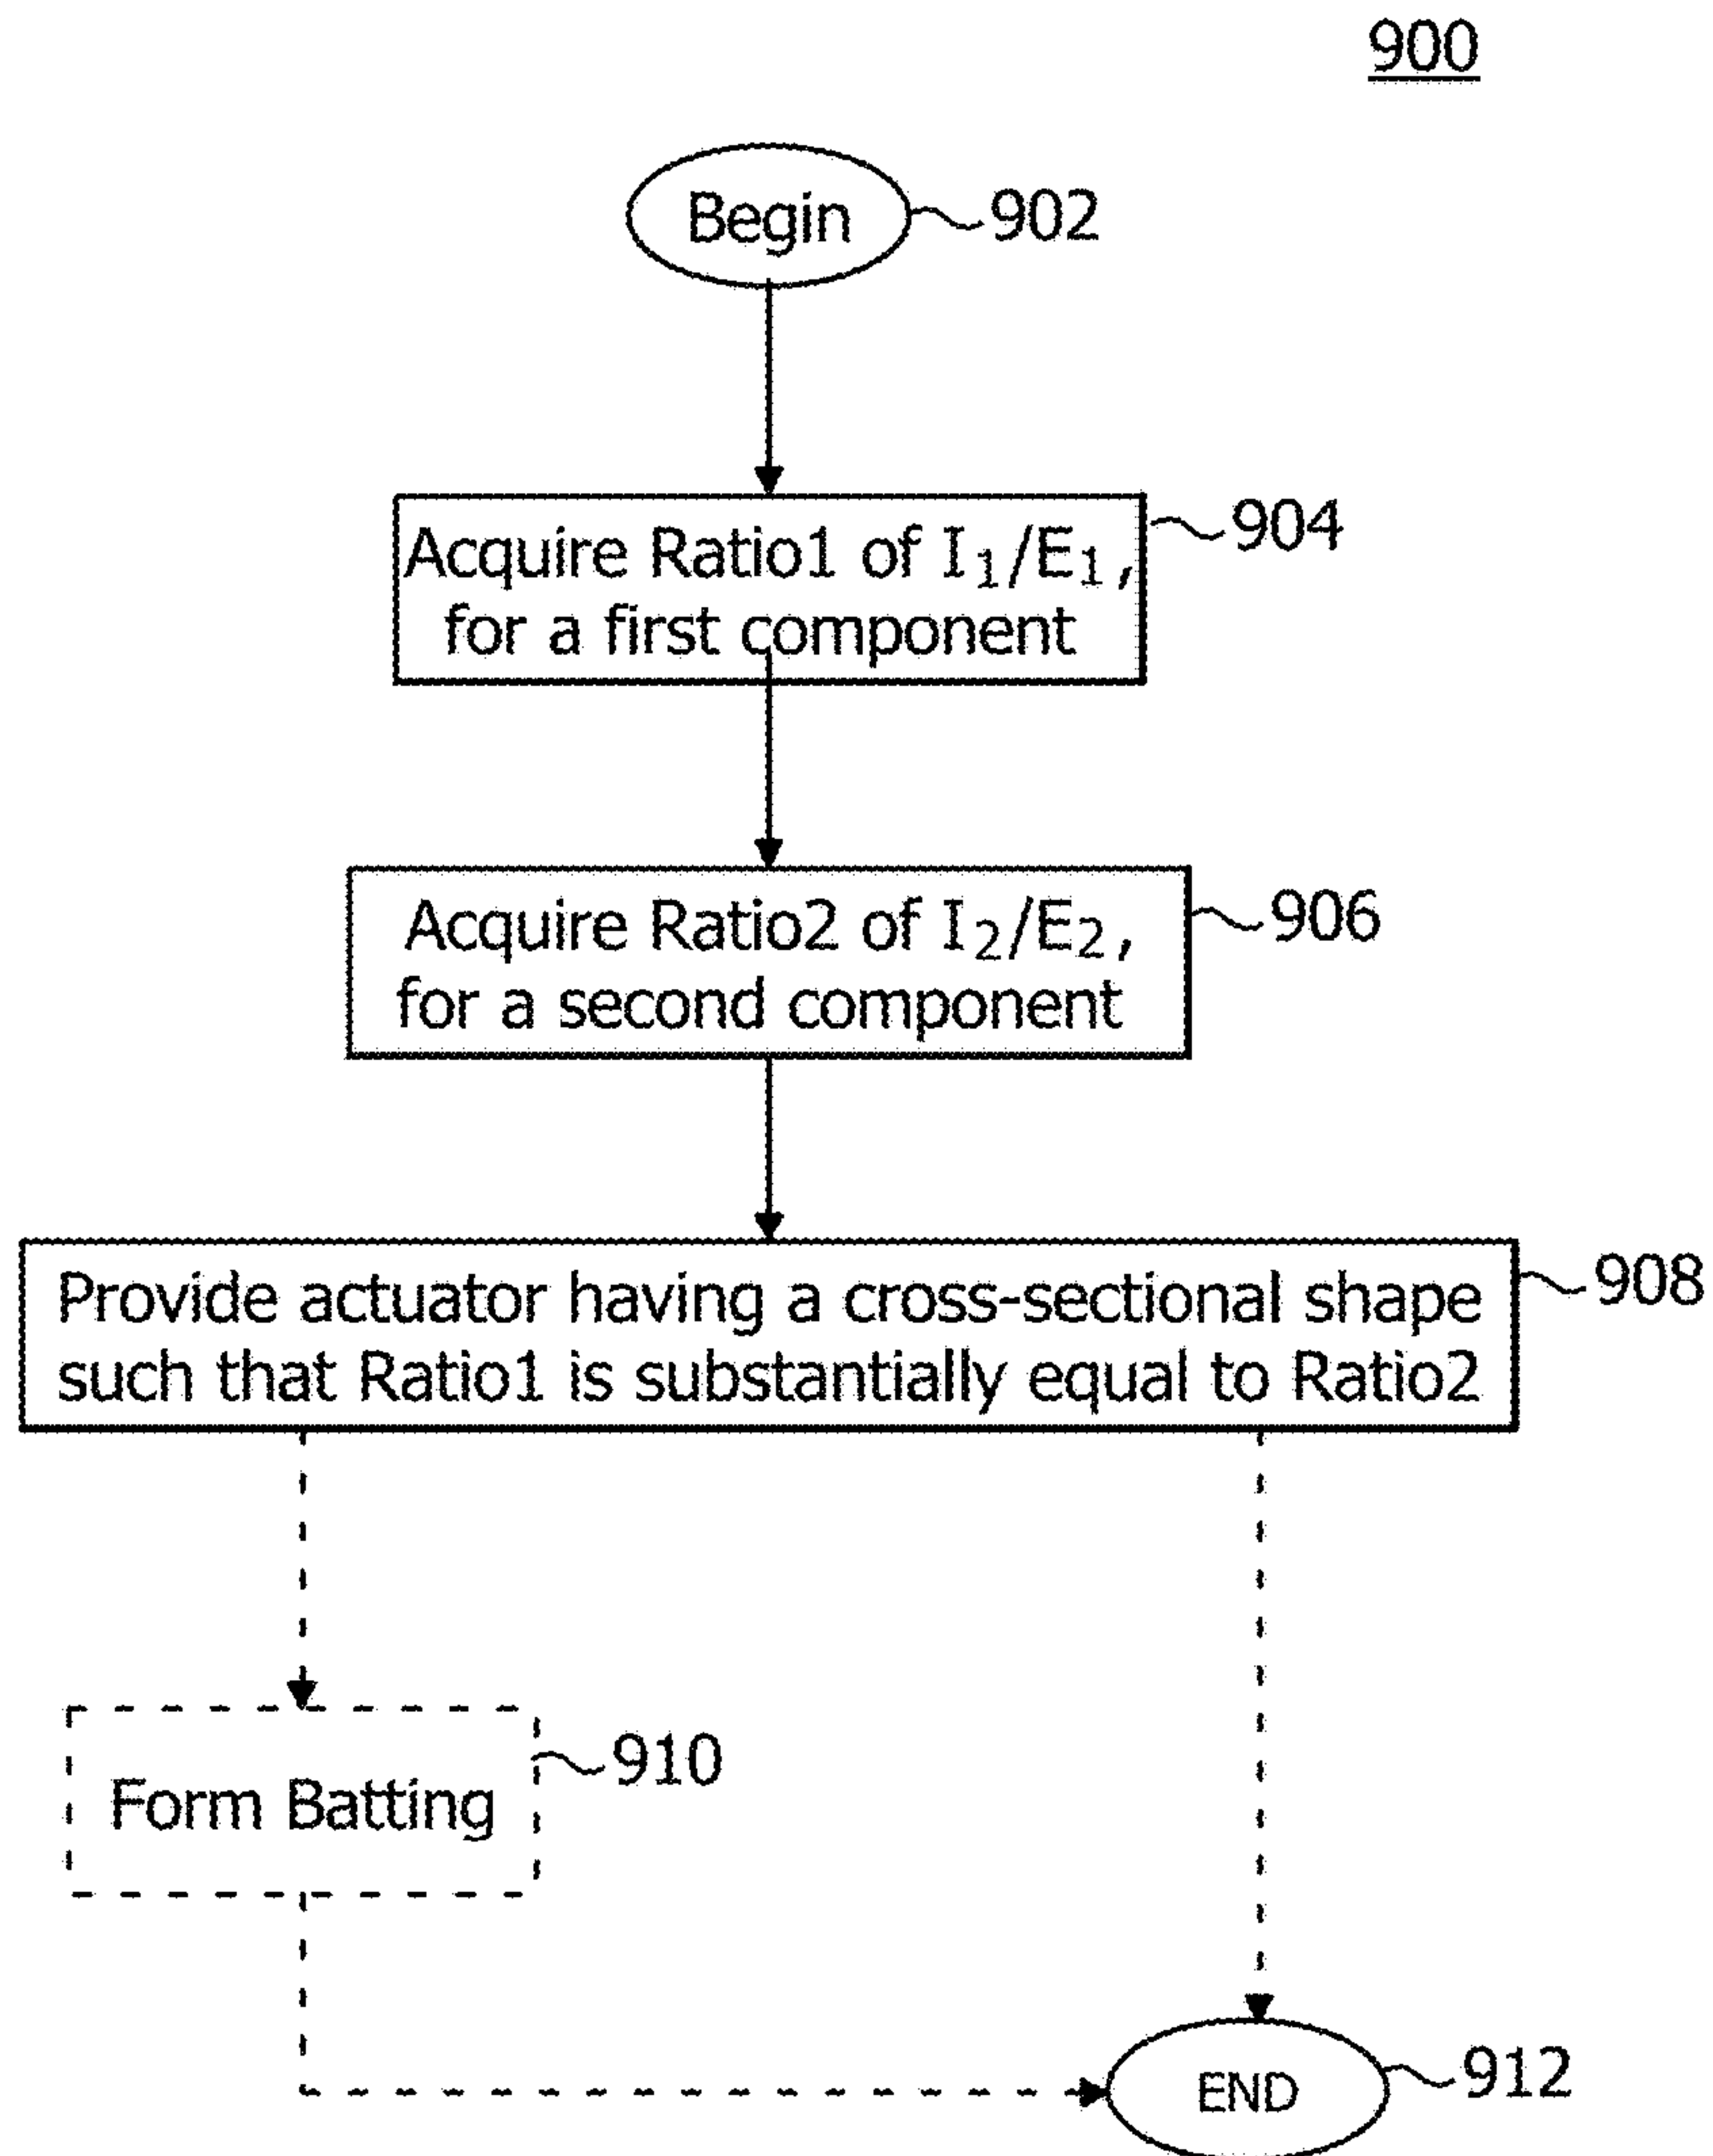 900
Begin
902
Acquire Ratio1 of I₁/E₁,
for a first component
904
Acquire Ratio2 of I₂/E₂,
for a second component
906
Provide actuator having a cross-sectional shape
such that Ratio1 is substantially equal to Ratio2
908
Form Batting
910
END
912